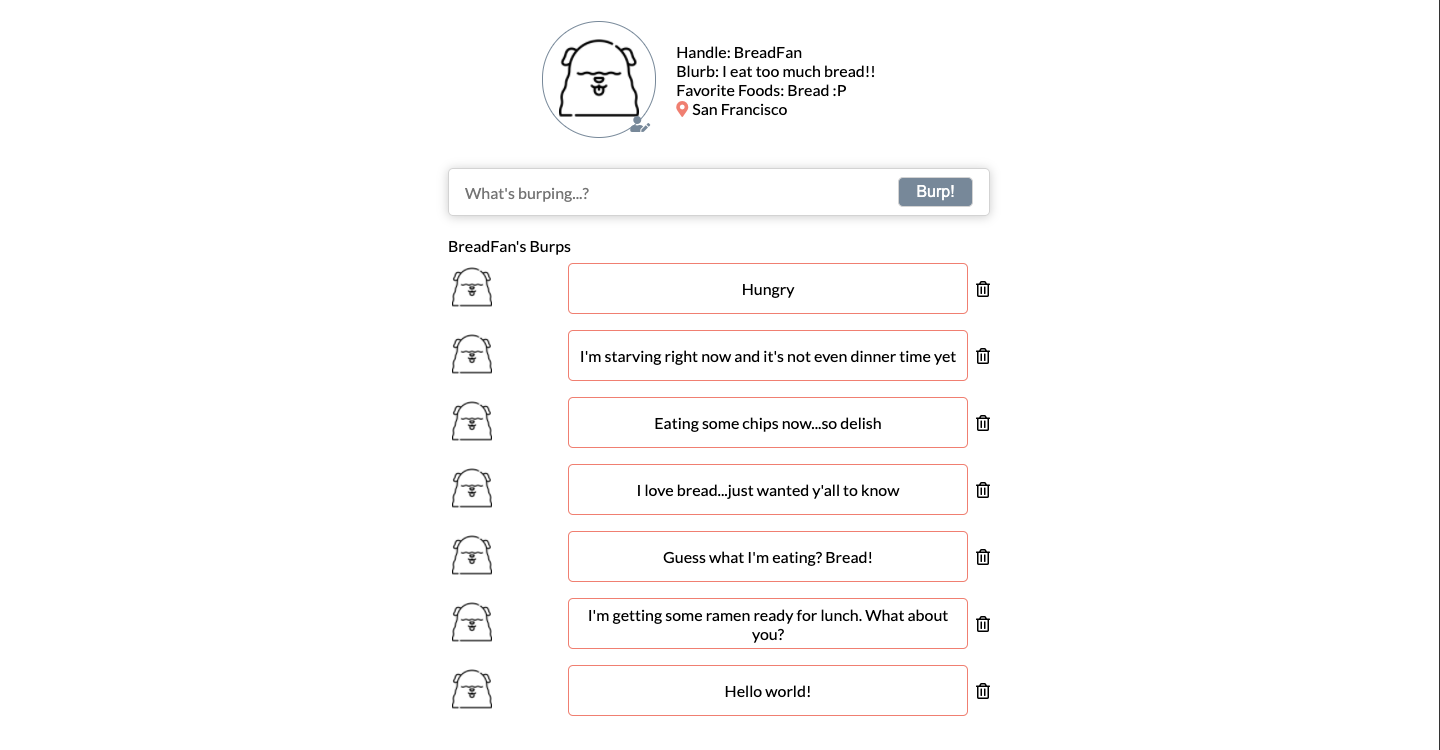 Handle: BreadFan
Blurb: I eat too much bread!!
Favorite Foods: Bread :P
San Francisco
What's burping...?
Burp!
BreadFan's Burps
Hungry
I'm starving right now and it's not even dinner time yet
Eating some chips now...so delish
I love bread...just wanted y'all to know
Guess what I'm eating? Bread!
I'm getting some ramen ready for lunch. What about
you?
Hello world!